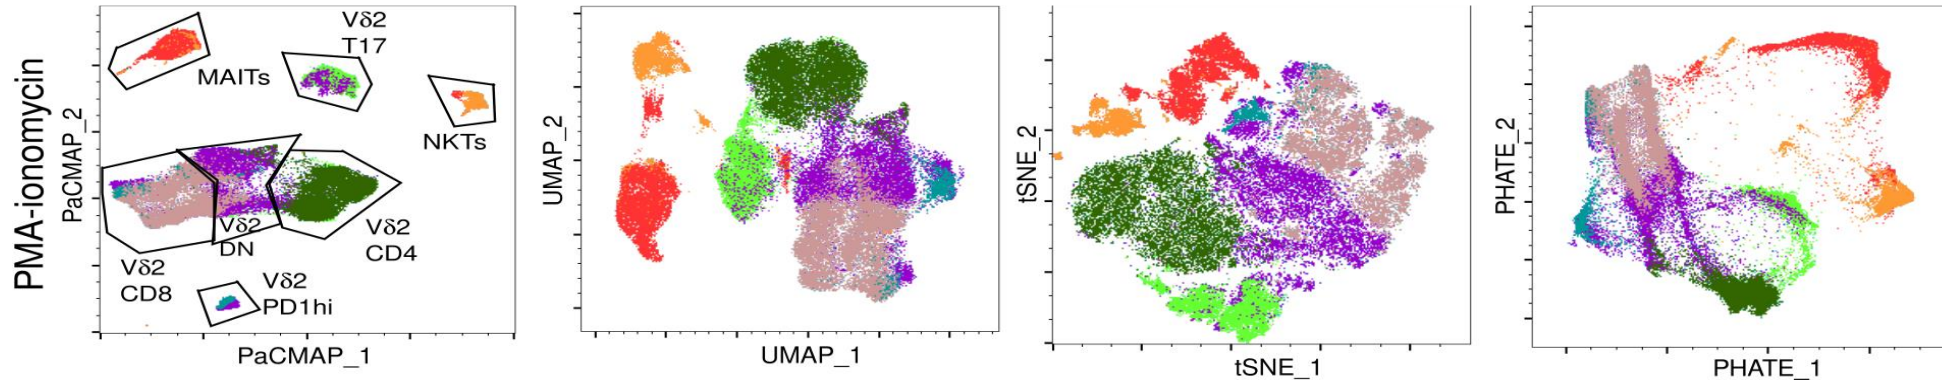 PMA-ionomycin
PaCMAP_2
MAITs
Vδ2
T17
NKTs
Vδ2
DN
Vδ2
CD4
Vδ2
CD8
Vδ2
PD1hi
PaCMAP_1
UMAP_2
UMAP_1
tSNE_2
tSNE_1
PHATE_2
PHATE_1